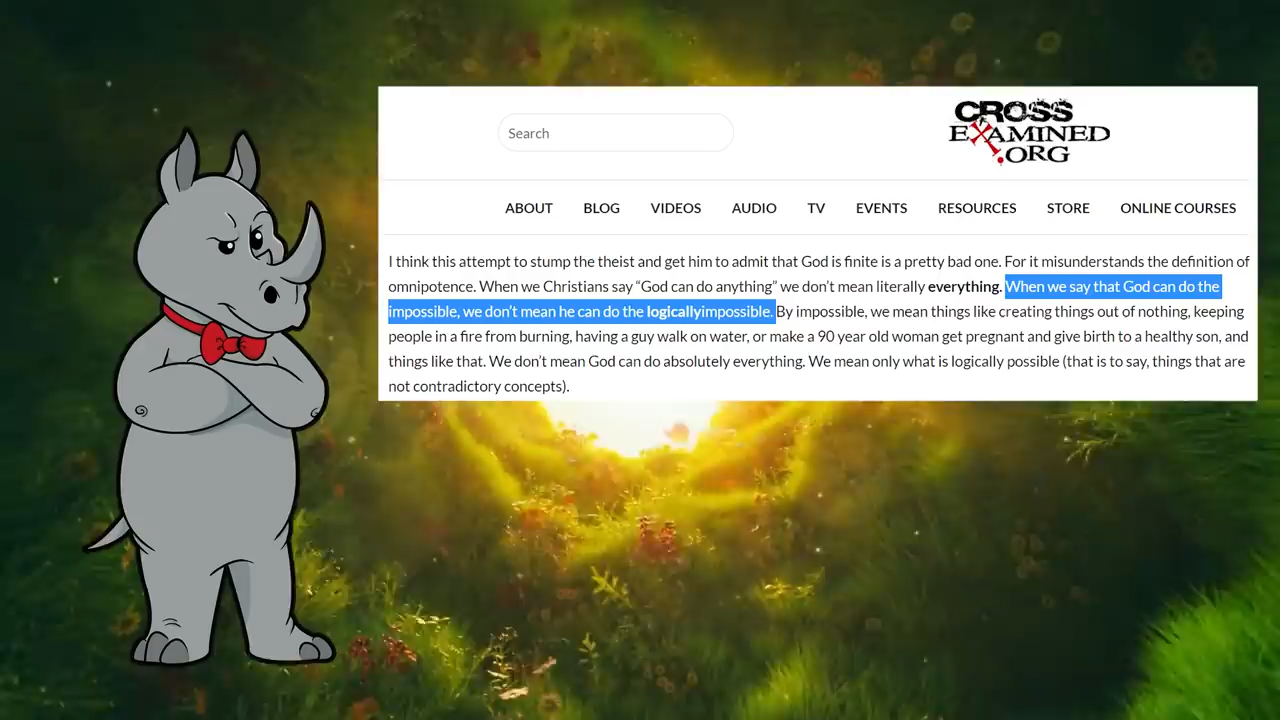 Search
CROSS
EXAMINED
.ORG
ABOUT BLOG VIDEOS AUDIO TV EVENTS RESOURCES STORE ONLINE COURSES
I think this attempt to stump the theist and get him to admit that God is finite is a pretty bad one. For it misunderstands the definition of
omnipotence. When we Christians say “God can do anything” we don’t mean literally everything. When we say that God can do the
impossible, we don’t mean he can do the logicallyimpossible. By impossible, we mean things like creating things out of nothing, keeping
people in a fire from burning, having a guy walk on water, or make a 90 year old woman get pregnant and give birth to a healthy son, and
things like that. We don’t mean God can do absolutely everything. We mean only what is logically possible (that is to say, things that are
not contradictory concepts).